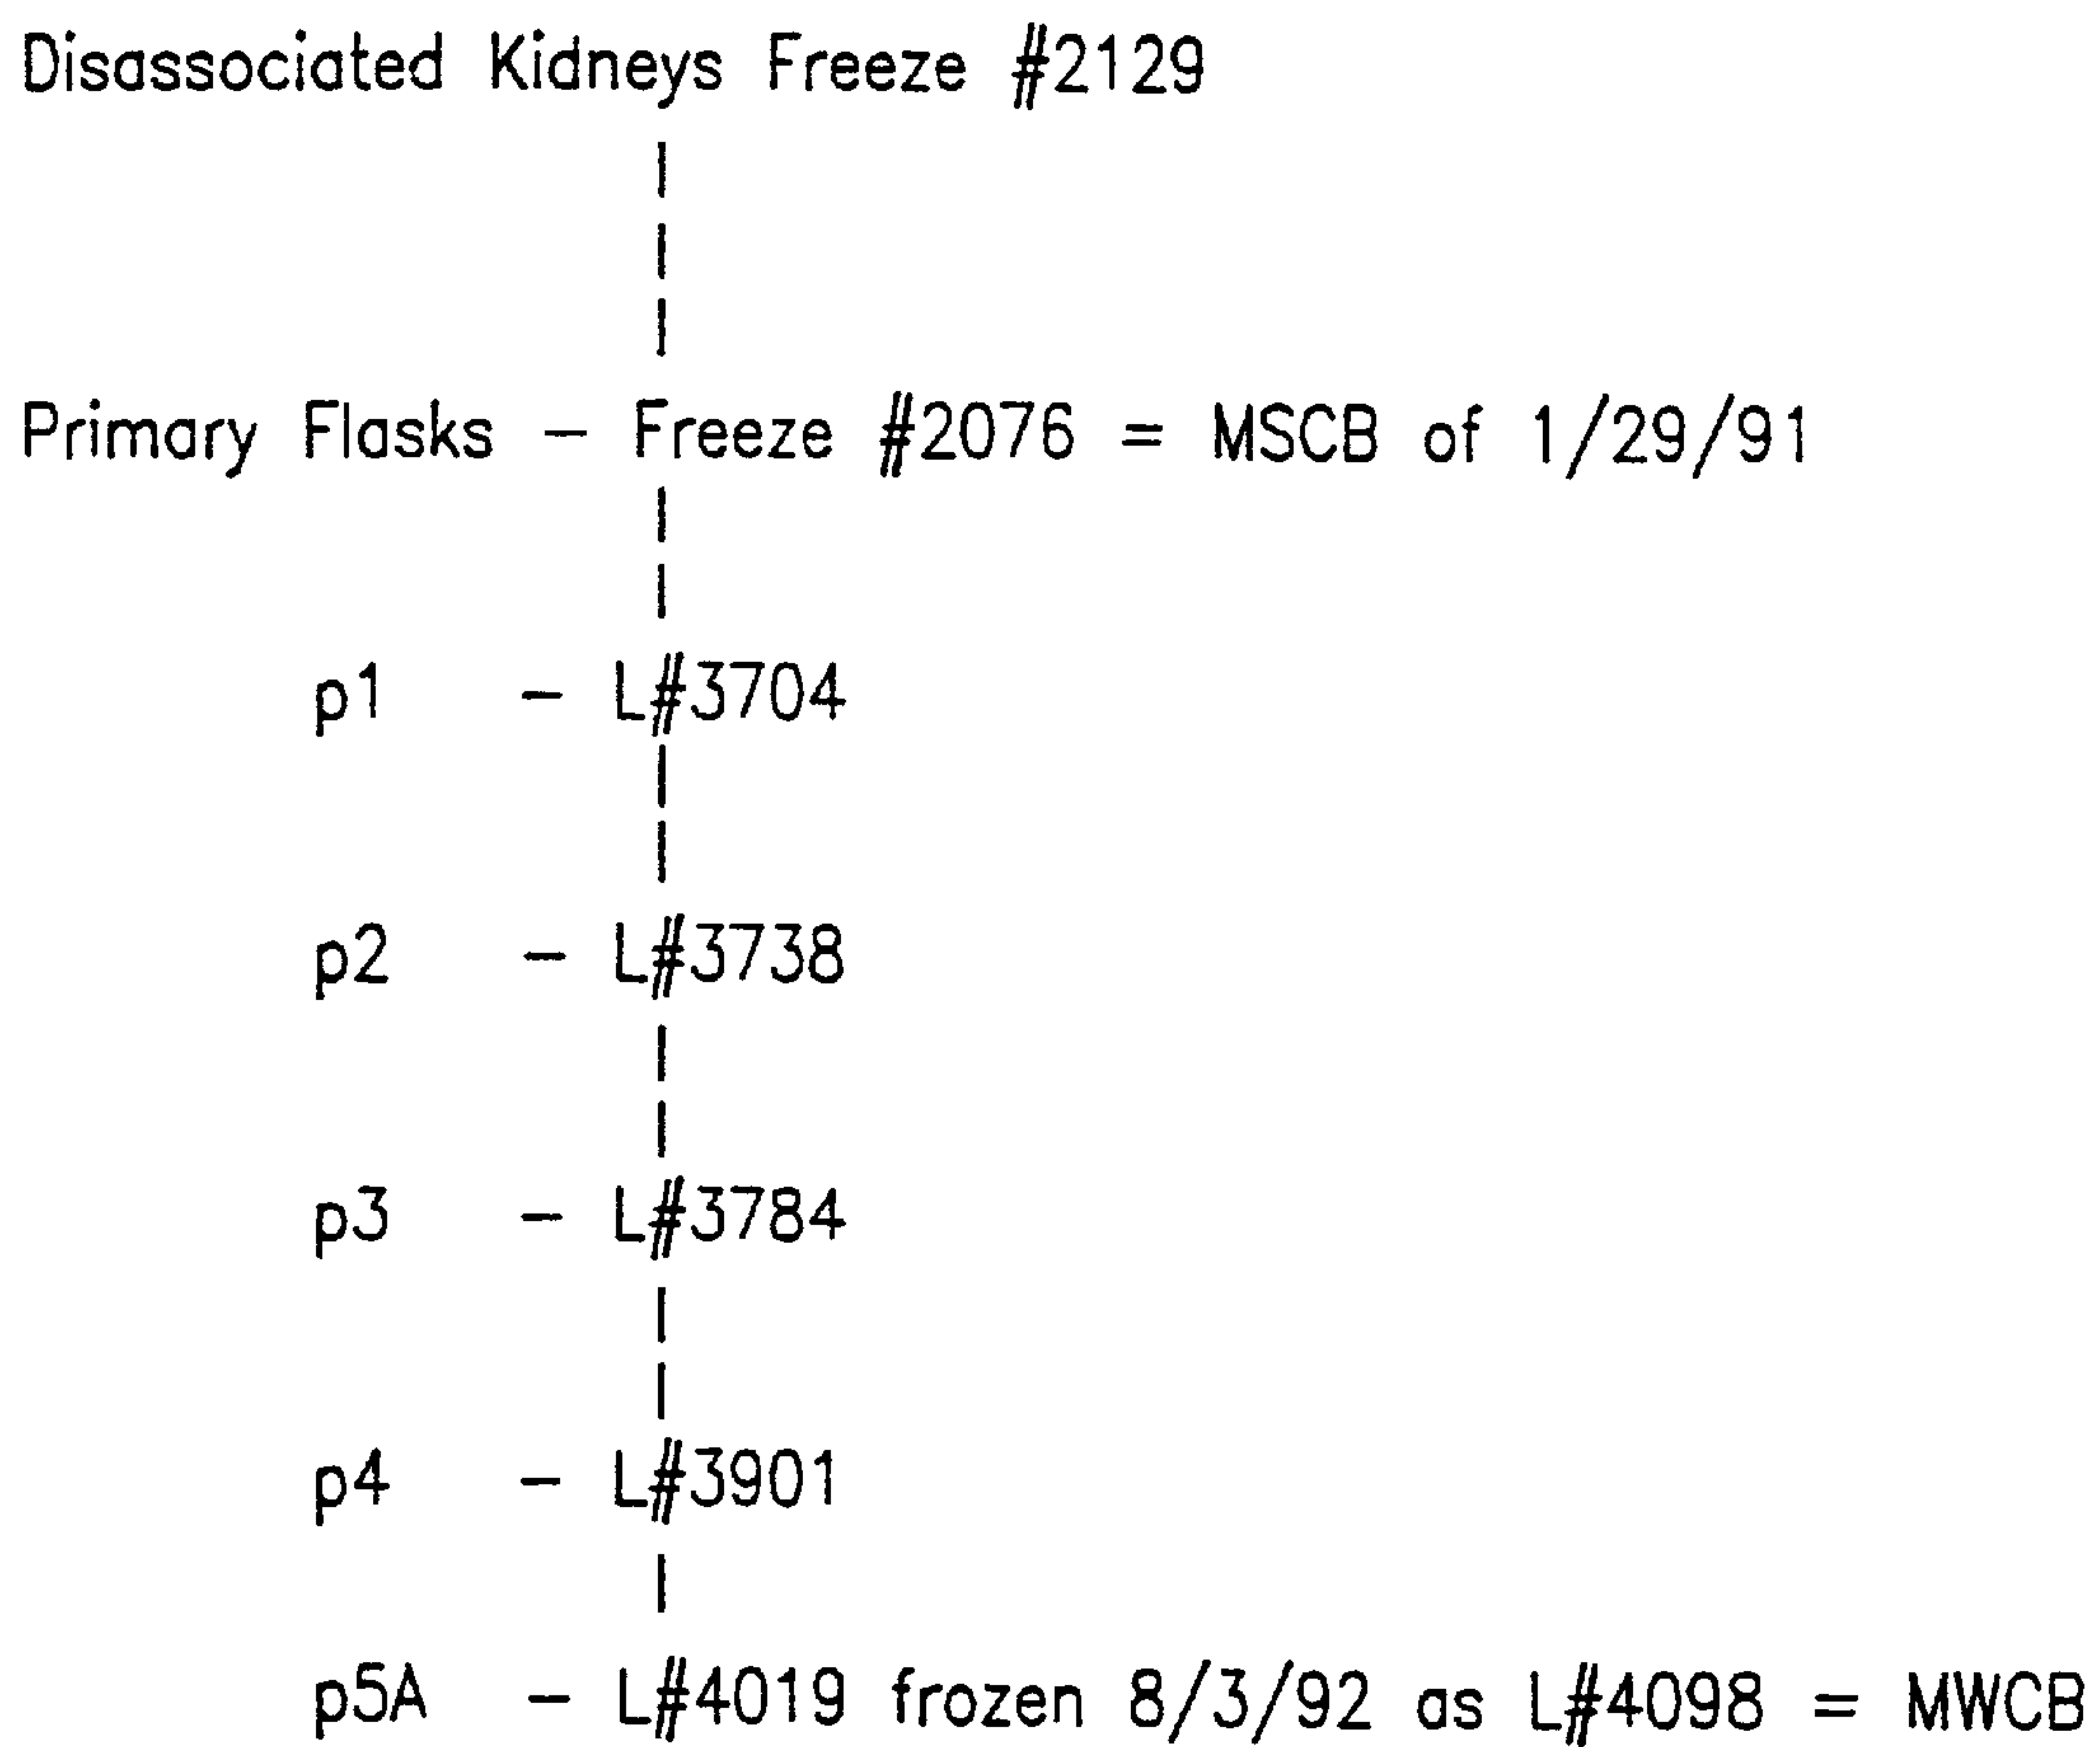 Disassociated Kidneys Freeze #2129
Primary Flasks - Freeze #2076 = MSCB of 1/29/91
p1 - L#3704
p2 - L#3738
p3 - L#3784
p4 - L#3901
p5A - L#4019 frozen 8/3/92 as L#4098 = MWCB